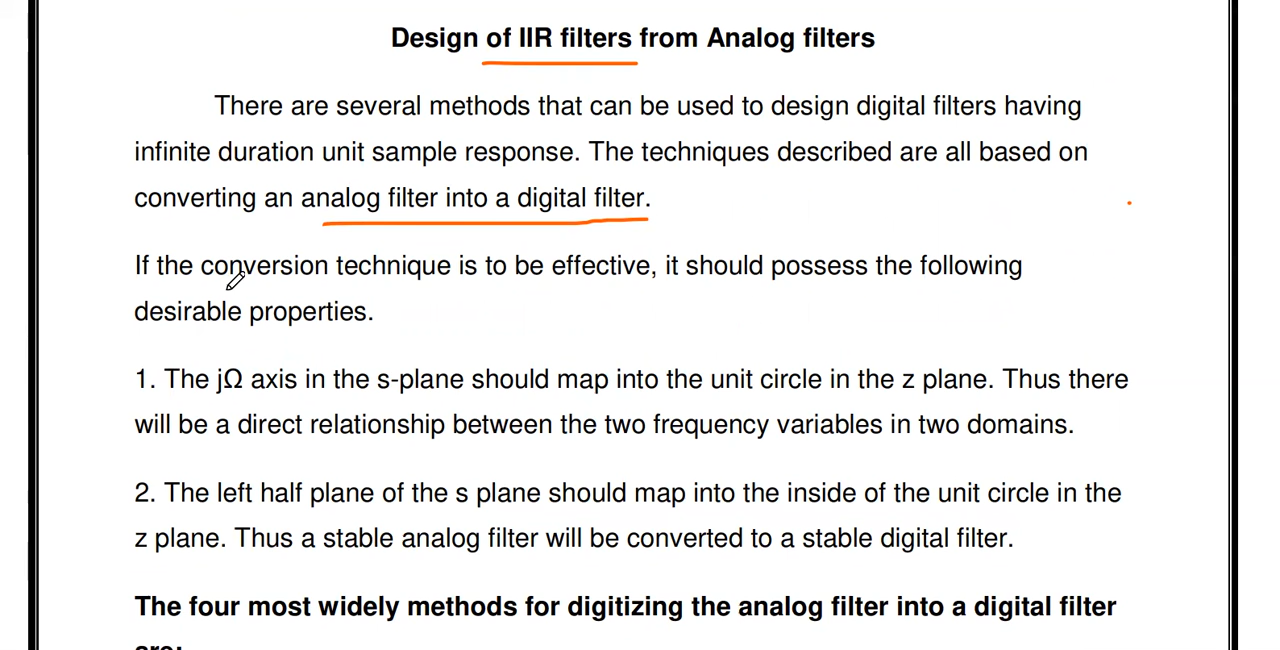 Design of IIR filters from Analog filters
There are several methods that can be used to design digital filters having
infinite duration unit sample response. The techniques described are all based on
converting an analog filter into a digital filter.
If the conversion technique is to be effective, it should possess the following
desirable properties.
1. The jΩ axis in the s-plane should map into the unit circle in the z plane. Thus there
will be a direct relationship between the two frequency variables in two domains.
2. The left half plane of the s plane should map into the inside of the unit circle in the
z plane. Thus a stable analog filter will be converted to a stable digital filter.
The four most widely methods for digitizing the analog filter into a digital filter